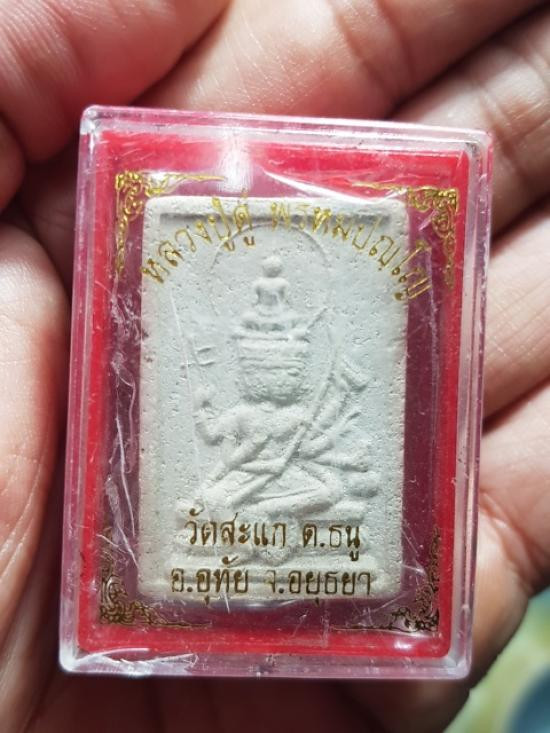 หลวงปู่ดู่ พรหมปัญโญ
วัดสะแก ต.ธนู
อ.อุทัย จ.อยุธยา